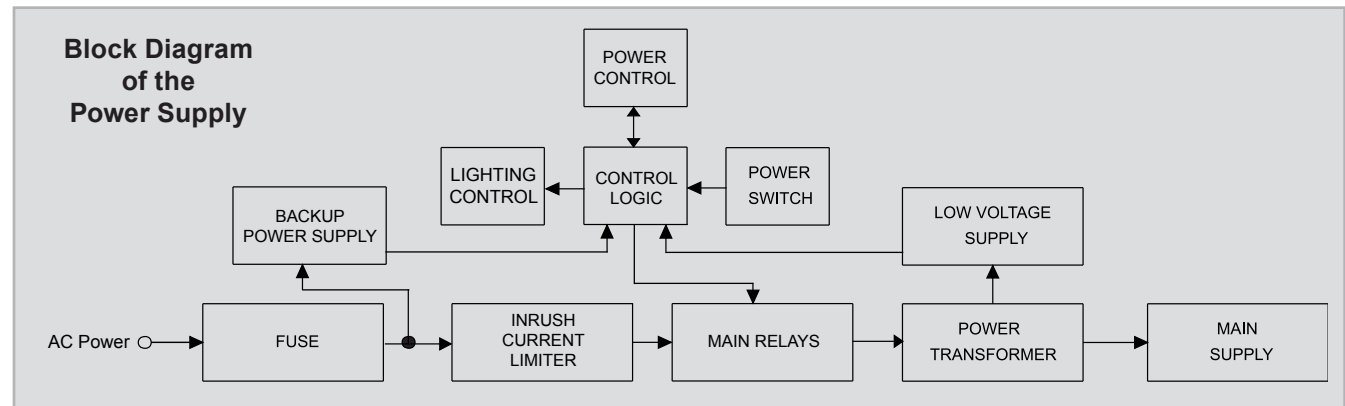 Block Diagram
of the
Power Supply
POWER
CONTROL
LIGHTING
CONTROL
CONTROL
LOGIC
POWER
SWITCH
BACKUP
POWER SUPPLY
LOW VOLTAGE
SUPPLY
AC Power
FUSE
INRUSH
CURRENT
LIMITER
MAIN RELAYS
POWER
TRANSFORMER
MAIN
SUPPLY